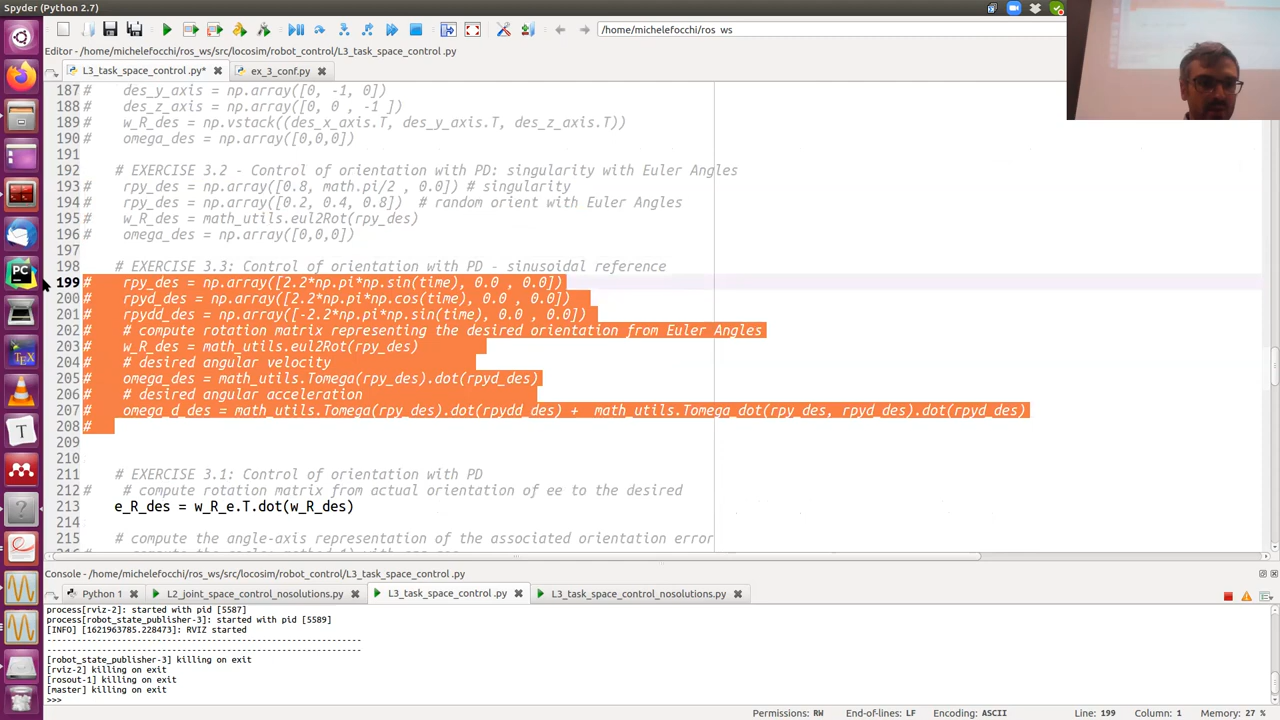 Spyder (Python 2.7)
/home/michelefocchi/ros_ws
Editor - /home/michelefocchi/ros_ws/src/locosim/robot_control/L3_task_space_control.py
L3_task_space_control.py*
ex_3_conf.py
187 #    des_y_axis = np.array([0, -1, 0])
188 #    des_z_axis = np.array([0, 0 , -1 ])
189 #    w_R_des = np.vstack((des_x_axis.T, des_y_axis.T, des_z_axis.T))
190 #    omega_des = np.array([0,0,0])
191
192     # EXERCISE 3.2 - Control of orientation with PD: singularity with Euler Angles
193 #    rpy_des = np.array([0.8, math.pi/2 , 0.0]) # singularity
194 #    rpy_des = np.array([0.2, 0.4, 0.8])  # random orient with Euler Angles
195 #    w_R_des = math_utils.eul2Rot(rpy_des)
196 #    omega_des = np.array([0,0,0])
197
198     # EXERCISE 3.3: Control of orientation with PD - sinusoidal reference
199 #    rpy_des = np.array([2.2*np.pi*np.sin(time), 0.0 , 0.0])
200 #    rpyd_des = np.array([2.2*np.pi*np.cos(time), 0.0 , 0.0])
201 #    rpydd_des = np.array([-2.2*np.pi*np.sin(time), 0.0 , 0.0])
202 #    # compute rotation matrix representing the desired orientation from Euler Angles
203 #    w_R_des = math_utils.eul2Rot(rpy_des)
204 #    # desired angular velocity
205 #    omega_des = math_utils.Tomega(rpy_des).dot(rpyd_des)
206 #    # desired angular acceleration
207 #    omega_d_des = math_utils.Tomega(rpy_des).dot(rpydd_des) +  math_utils.Tomega_dot(rpy_des, rpyd_des).dot(rpyd_des)
208 #
209
210
211     # EXERCISE 3.1: Control of orientation with PD
212 #    # compute rotation matrix from actual orientation of ee to the desired
213     e_R_des = w_R_e.T.dot(w_R_des)
214
215     # compute the angle-axis representation of the associated orientation error
Console - /home/michelefocchi/ros_ws/src/locosim/robot_control/L3_task_space_control.py
Python 1
L2_joint_space_control_nosolutions.py
L3_task_space_control.py
L3_task_space_control_nosolutions.py
process[rviz-2]: started with pid [5587]
process[robot_state_publisher-3]: started with pid [5589]
[INFO] [1621963785.228473]: RVIZ started
------------------------------------------------------------
------------------------------------------------------------
[robot_state_publisher-3] killing on exit
[rviz-2] killing on exit
[rosout-1] killing on exit
[master] killing on exit
>>>
Permissions: RW
End-of-lines: LF
Encoding: ASCII
Line: 199
Column: 1
Memory: 27 %